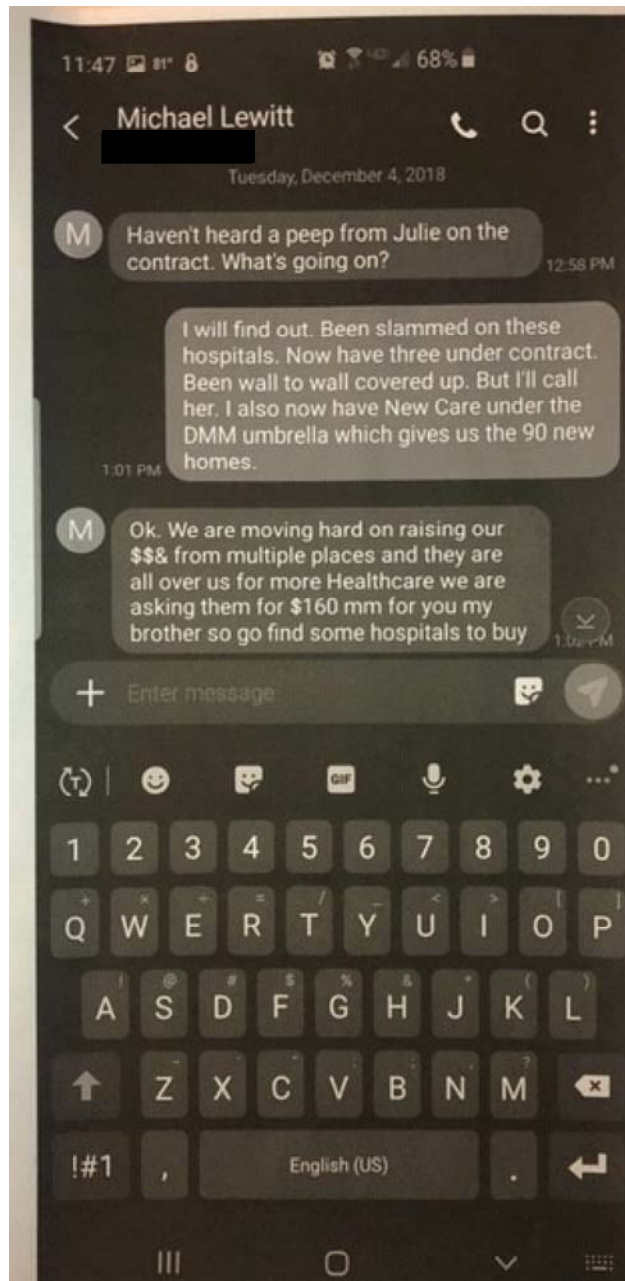 11:47 81° 68%
Michael Lewitt
Tuesday, December 4, 2018
M
Haven't heard a peep from Julie on the
contract. What's going on?
12:58 PM
I will find out. Been slammed on these
hospitals. Now have three under contract.
Been wall to wall covered up. But I'll call
her. I also now have New Care under the
DMM umbrella which gives us the 90 new
homes.
1:01 PM
M
Ok. We are moving hard on raising our
$$& from multiple places and they are
all over us for more Healthcare we are
asking them for $160 mm for you my
brother so go find some hospitals to buy
1:02 PM
Enter message
T
GIF
1 2 3 4 5 6 7 8 9 0
+ × ÷ = / _ < > [ ]
Q W E R T Y U I O P
! @ # $ % & * ( )
A S D F G H J K L
Z X C V B N M ?
!#1 , English (US) .